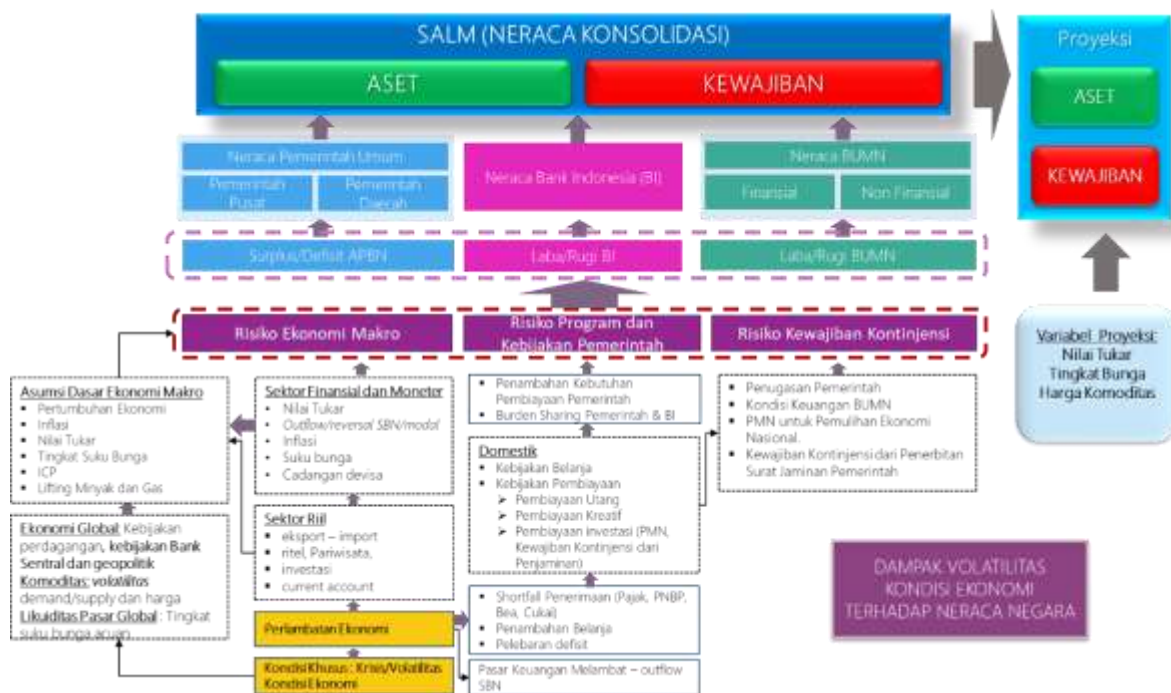 SALM (NERACA KONSOLIDASI)
ASET
KEWAJIBAN
Proyeksi
ASET
KEWAJIBAN
Neraca Pemerintah Umum
Pemerintah
Pusat
Pemerintah
Daerah
Neraca Bank Indonesia (BI)
Neraca BUMN
Finansial
Non Finansial
Surplus/Defisit APBN
Laba/Rugi BI
Laba/Rugi BUMN
Risiko Ekonomi Makro
Risiko Program dan
Kebijakan Pemerintah
Risiko Kewajiban Kontinjensi
Variabel Proyeksi:
Nilai Tukar
Tingkat Bunga
Harga Komoditas
Asumsi Dasar Ekonomi Makro
▪ Pertumbuhan Ekonomi
▪ Inflasi
▪ Nilai Tukar
▪ Tingkat Suku Bunga
▪ ICP
▪ Lifting Minyak dan Gas
Sektor Finansial dan Moneter
• Nilai Tukar
• Outflow/reversal SBN/modal
• Inflasi
• Suku bunga
• Cadangan devisa
▪ Penambahan Kebutuhan
Pembiayaan Pemerintah
▪ Burden Sharing Pemerintah & BI
▪ Penugasan Pemerintah
▪ Kondisi Keuangan BUMN
▪ PMN untuk Pemulihan Ekonomi
Nasional.
▪ Kewajiban Kontinjensi dari Penerbitan
Surat Jaminan Pemerintah
Domestik
▪ Kebijakan Belanja
▪ Kebijakan Pembiayaan
➢ Pembiayaan Utang
➢ Pembiayaan Kreatif
➢ Pembiayaan investasi (PMN,
Kewajiban Kontinjensi dari
Penjaminan)
Ekonomi Global: Kebijakan
perdagangan, kebijakan Bank
Sentral dan geopolitik
Komoditas: volatilitas
demand/supply dan harga
Likuiditas Pasar Global : Tingkat
suku bunga acuan
Sektor Riil
▪ eksport – import
▪ ritel, Pariwisata,
▪ investasi
▪ current account
Perlambatan Ekonomi
▪ Shortfall Penerimaan (Pajak, PNBP,
Bea, Cukai)
▪ Penambahan Belanja
▪ Pelebaran defisit
Kondisi Khusus : Krisis/Volatilitas
Kondisi Ekonomi
Pasar Keuangan Melambat – outflow
SBN
DAMPAK VOLATILITAS
KONDISI EKONOMI
TERHADAP NERACA NEGARA